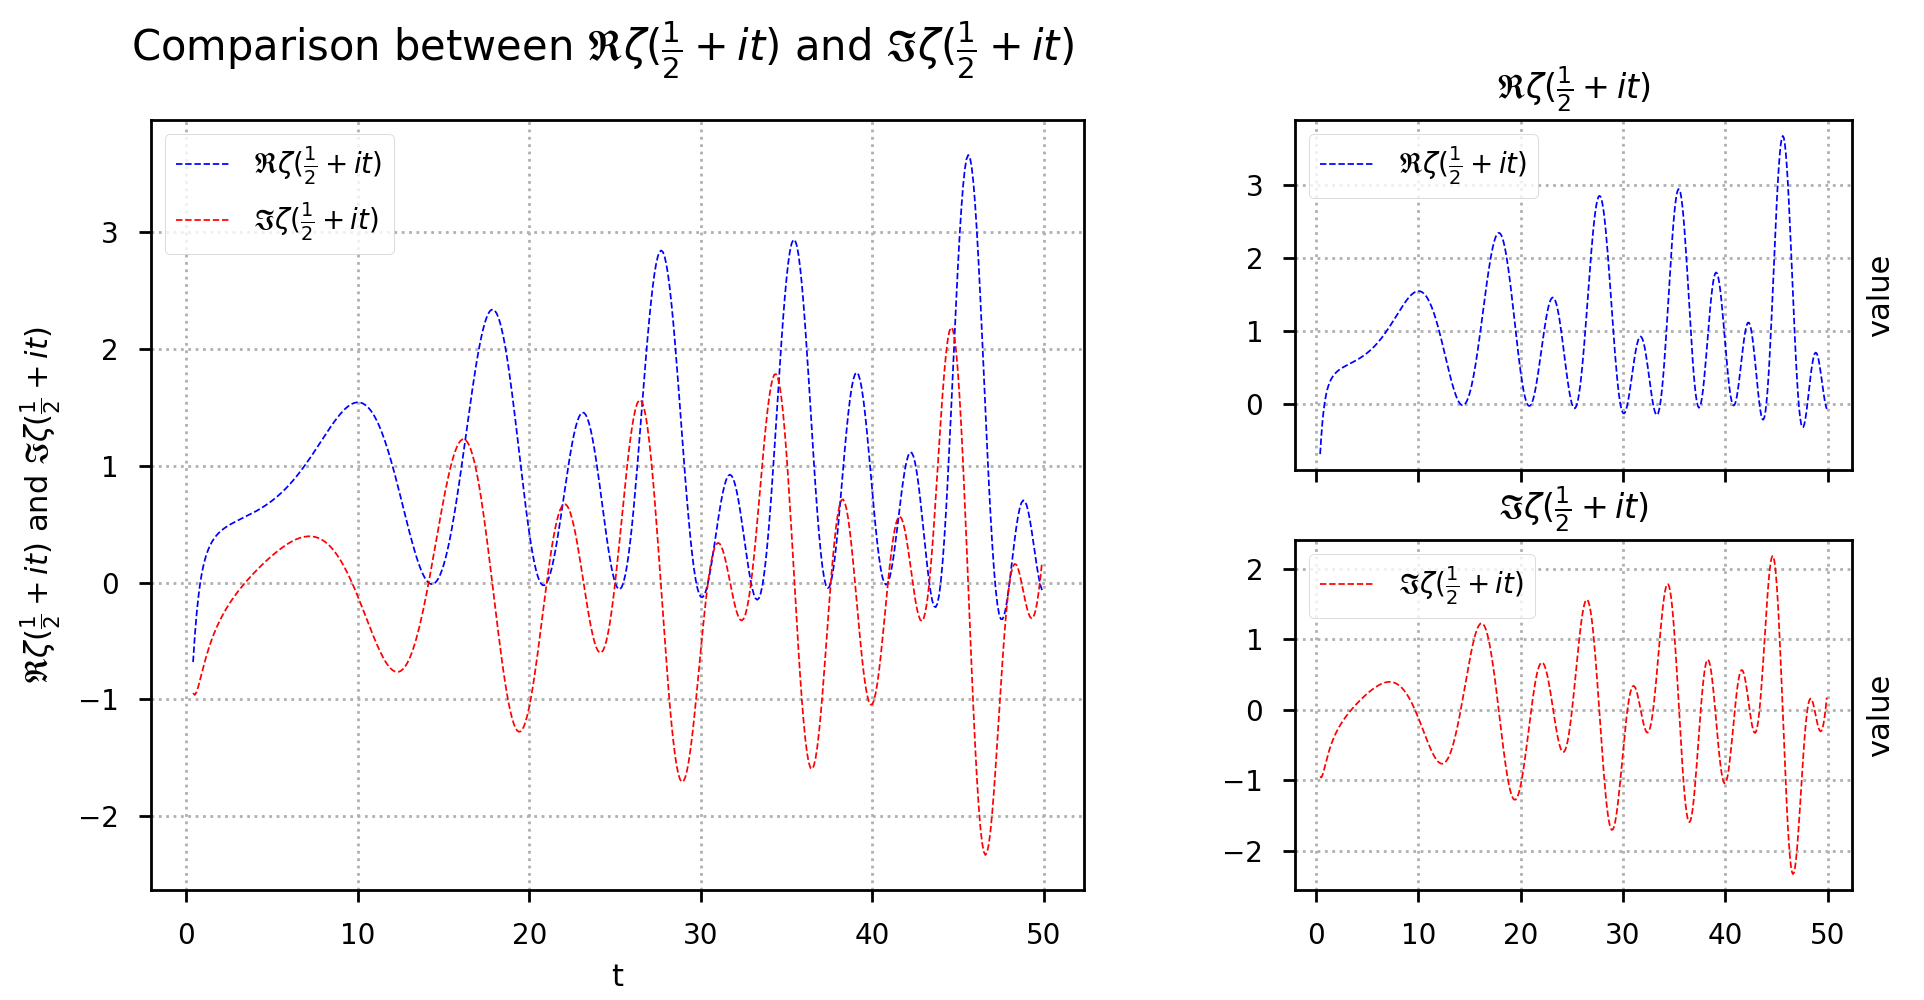 Comparison between ℜζ(1/2 + it) and ℑζ(1/2 + it)
ℜζ(1/2 + it) and ℑζ(1/2 + it)
ℜζ(1/2 + it)
ℑζ(1/2 + it)
3
2
1
0
−1
−2
0 10 20 30 40 50
t
ℜζ(1/2 + it)
ℜζ(1/2 + it)
3
2
1
0
value
ℑζ(1/2 + it)
ℑζ(1/2 + it)
2
1
0
−1
−2
value
0 10 20 30 40 50